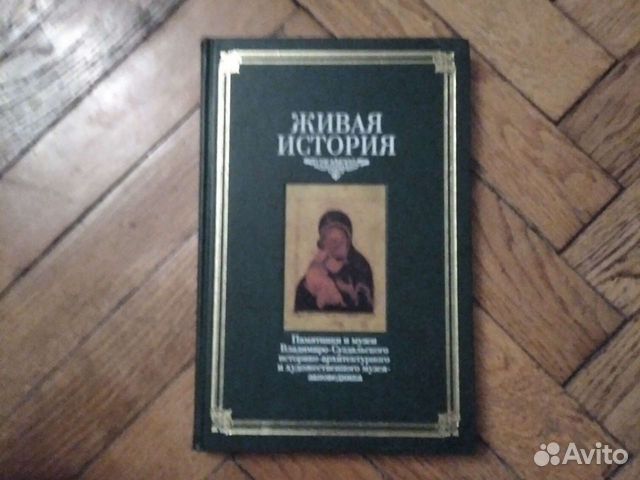 ЖИВАЯ
ИСТОРИЯ
Памятники и музеи
Владимиро-Суздальского
историко-архитектурного
и художественного музея-
заповедника
Avito